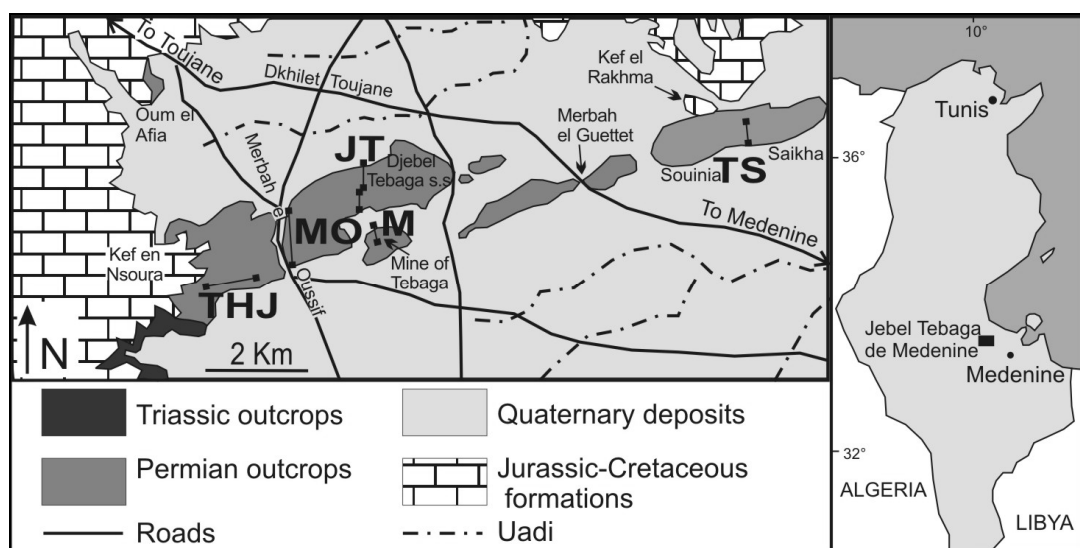 To Toujane
Dkhilet Toujane
Kef el
Rakhma
Oum el
Afia
Merbah
el Guettet
Merbah el
JT
Djebel
Tebaga s.s.
Saikha
Souinia
TS
MO
M
To Medenine
Kef en
Nsoura
Mine of
Tebaga
Oussif
THJ
N
2 Km
10°
Tunis
36°
Jebel Tebaga
de Medenine
Medenine
32°
ALGERIA
LIBYA
Triassic outcrops
Quaternary deposits
Permian outcrops
Jurassic-Cretaceous
formations
Roads
Uadi